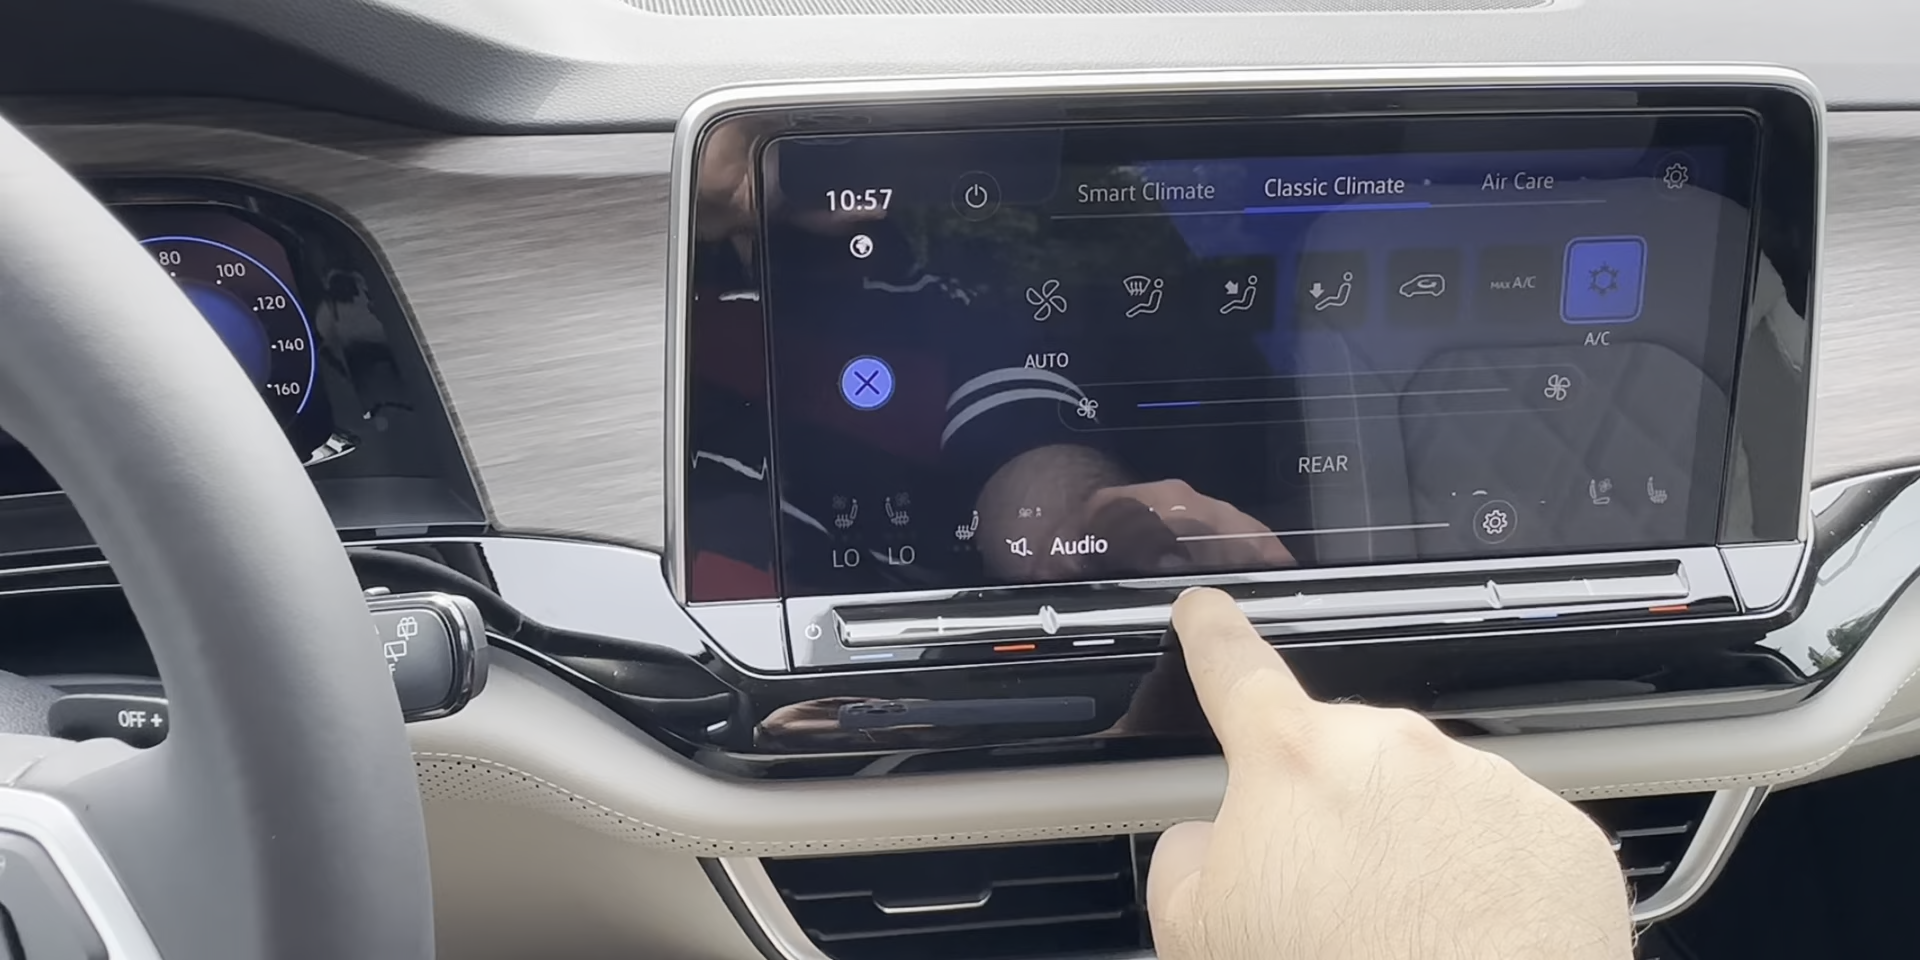 10:57
Smart Climate
Classic Climate
Air Care
MAX A/C
A/C
AUTO
REAR
LO
LO
Audio
80
100
120
140
160
OFF +